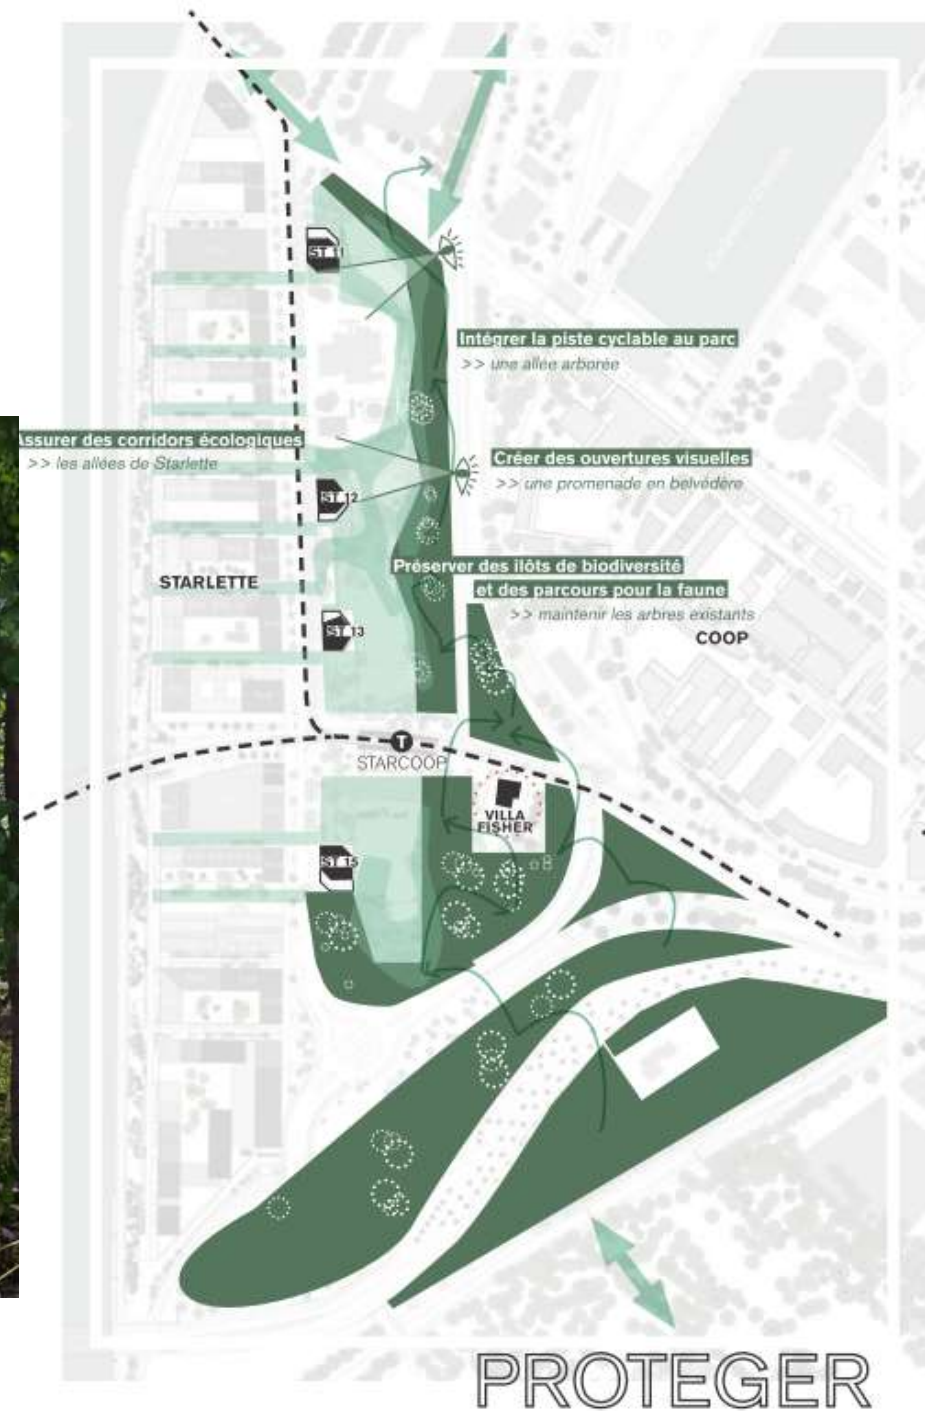 ST 11
Intégrer la piste cyclable au parc
>> une allée arborée
Assurer des corridors écologiques
>> les allées de Starlette
Créer des ouvertures visuelles
>> une promenade en belvédère
ST 12
Préserver des ilôts de biodiversité
et des parcours pour la faune
>> maintenir les arbres existants
STARLETTE
ST 13
COOP
T
STARCOOP
VILLA
FISHER
ST 15
PROTEGER